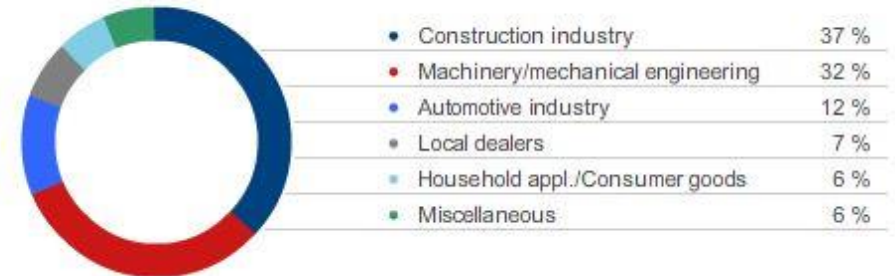 • Construction industry 37 %
• Machinery/mechanical engineering 32 %
• Automotive industry 12 %
• Local dealers 7 %
• Household appl./Consumer goods 6 %
• Miscellaneous 6 %